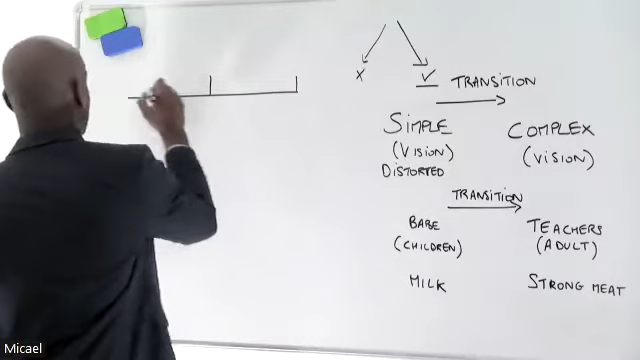 X ✓ TRANSITION
SIMPLE COMPLEX
(VISION) (VISION)
DISTORTED
TRANSITION
BABE TEACHERS
(CHILDREN) (ADULT)
MILK STRONG MEAT
Micael